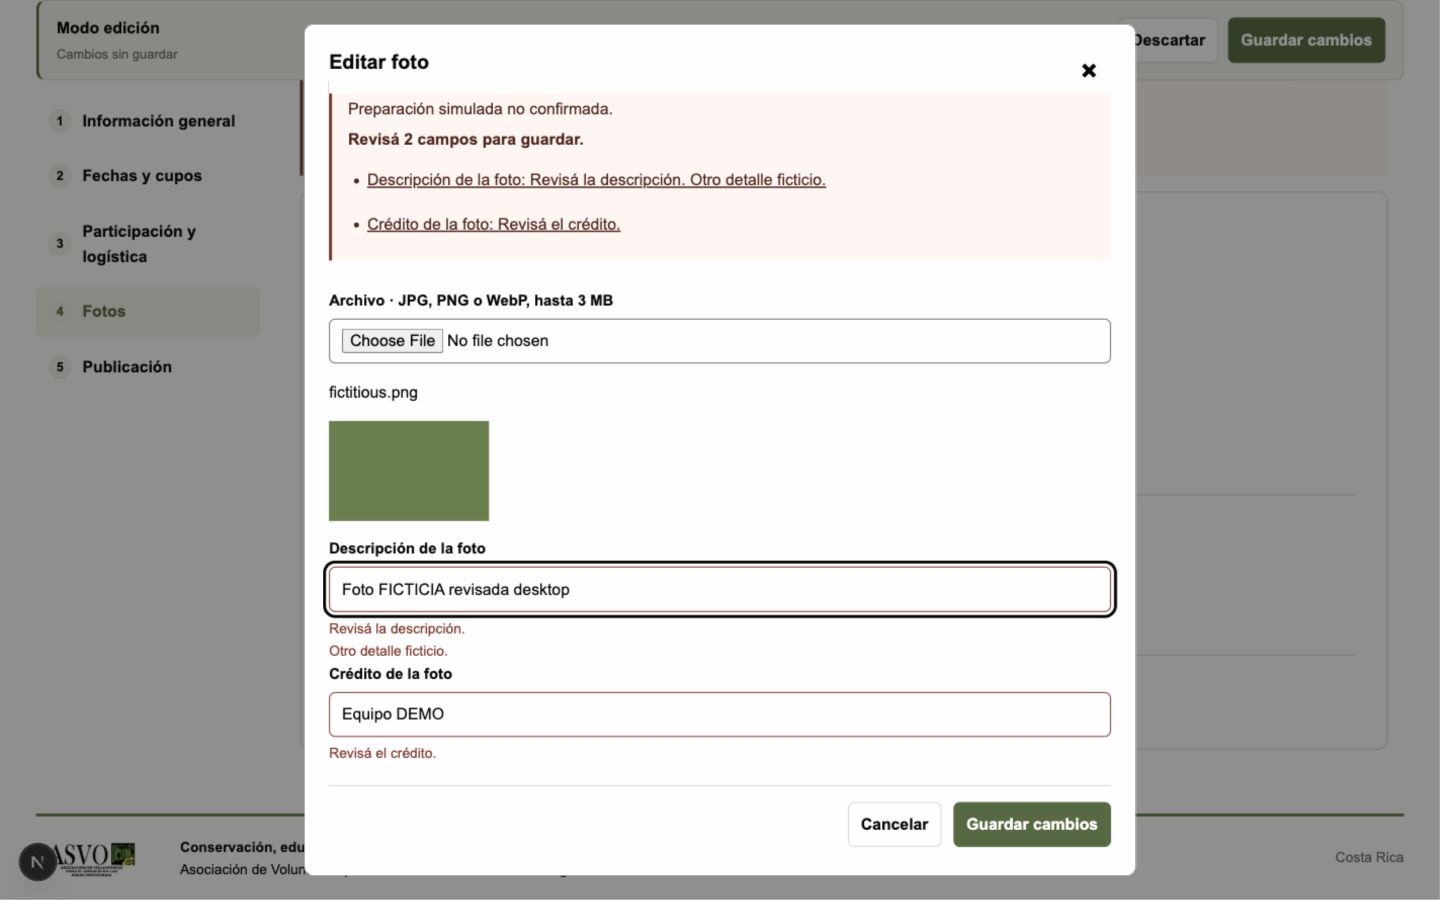 Modo edición
Cambios sin guardar
Descartar
Guardar cambios
1 Información general
2 Fechas y cupos
3 Participación y
logística
4 Fotos
5 Publicación
Editar foto
Preparación simulada no confirmada.
Revisá 2 campos para guardar.
• Descripción de la foto: Revisá la descripción. Otro detalle ficticio.
• Crédito de la foto: Revisá el crédito.
Archivo · JPG, PNG o WebP, hasta 3 MB
Choose File No file chosen
fictitious.png
Descripción de la foto
Foto FICTICIA revisada desktop
Revisá la descripción.
Otro detalle ficticio.
Crédito de la foto
Equipo DEMO
Revisá el crédito.
Cancelar
Guardar cambios
N
ASVO
Conservación, edu
Asociación de Volun
Costa Rica